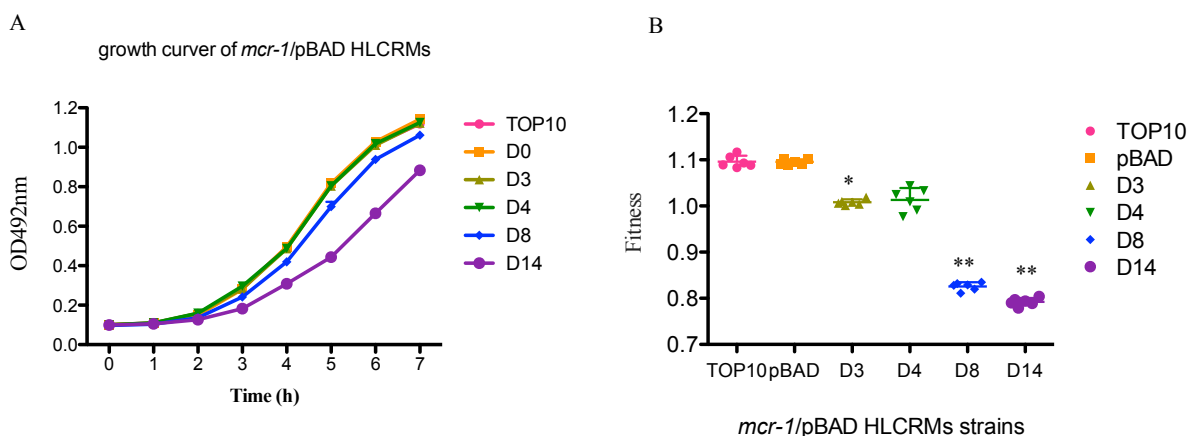 A
growth curver of mcr-1/pBAD HLCRMs
OD492nm
1.2
1.0
0.8
0.6
0.4
0.2
0.0
0 1 2 3 4 5 6 7
Time (h)
TOP10
D0
D3
D4
D8
D14
B
Fitness
1.2
1.1
1.0
0.9
0.8
0.7
*
**
**
TOP10 pBAD D3 D4 D8 D14
mcr-1/pBAD HLCRMs strains
TOP10
pBAD
D3
D4
D8
D14